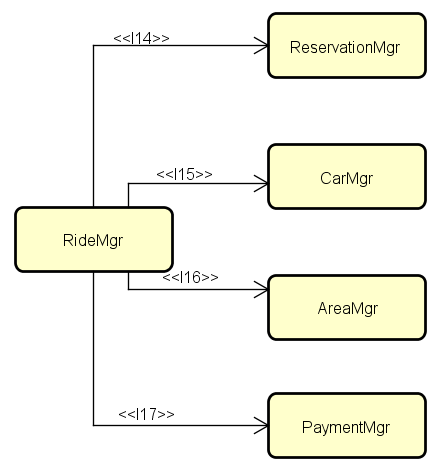 <<I14>>
ReservationMgr
<<I15>>
CarMgr
RideMgr
<<I16>>
AreaMgr
<<I17>>
PaymentMgr